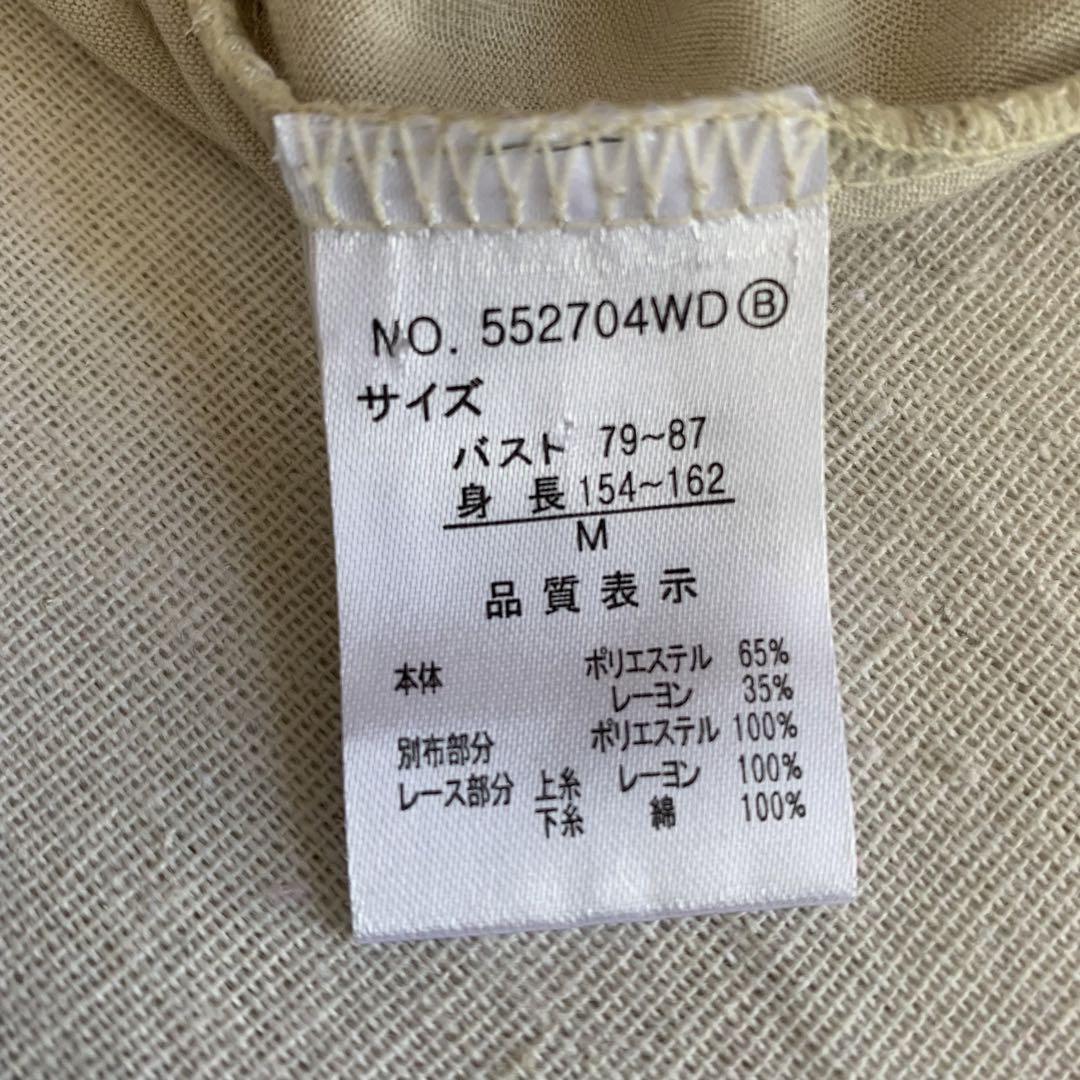 NO. 552704WD Ⓑ
サイズ
バスト 79~87
身長 154~162
M
品質表示
本体 ポリエステル 65%
レーヨン 35%
別布部分 ポリエステル 100%
レース部分 上糸 レーヨン 100%
下糸 綿 100%